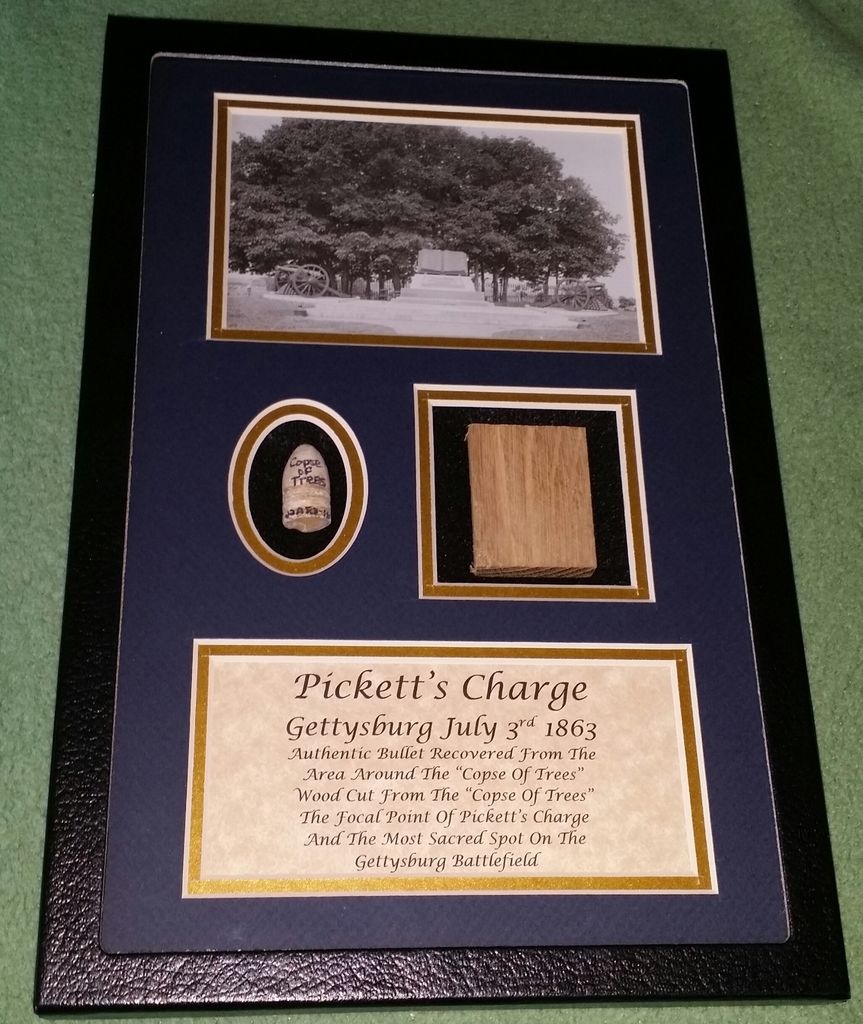 Copse
of
Trees
Pickett's Charge
Gettysburg July 3rd 1863
Authentic Bullet Recovered From The
Area Around The "Copse Of Trees"
Wood Cut From The "Copse Of Trees"
The Focal Point Of Pickett's Charge
And The Most Sacred Spot On The
Gettysburg Battlefield